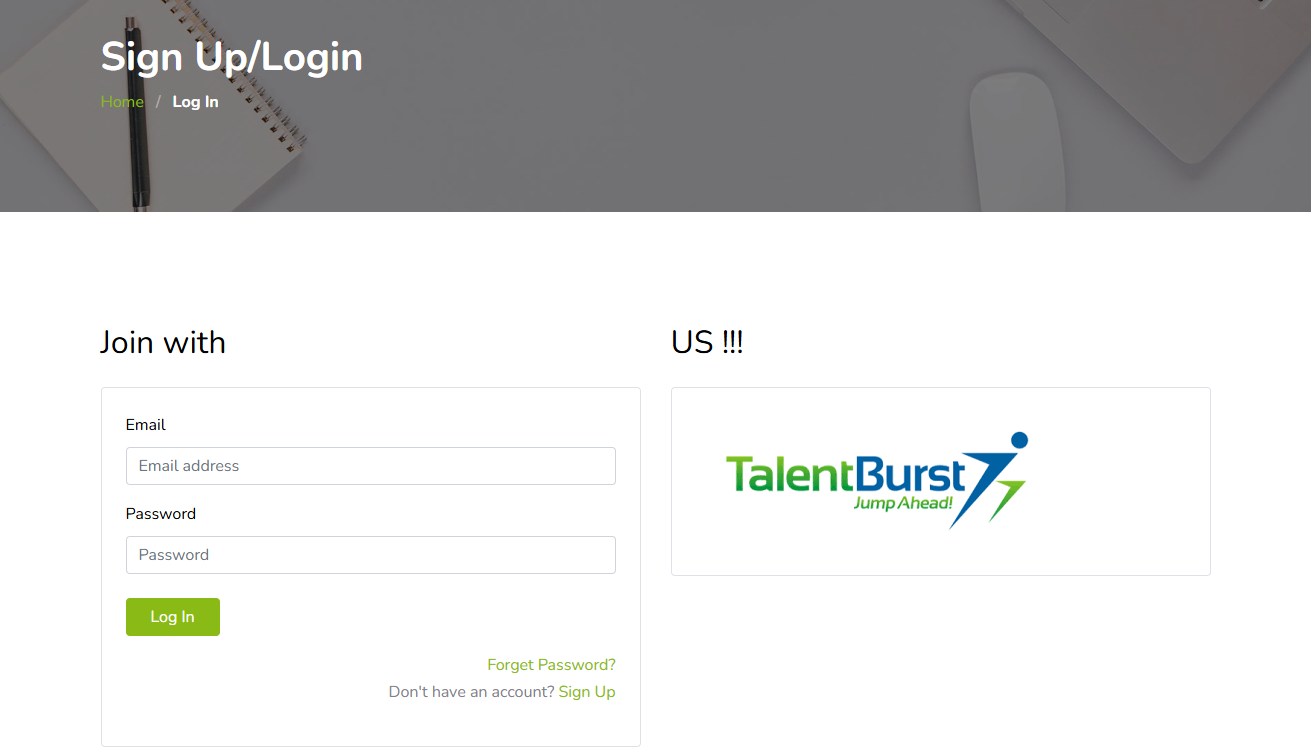 Sign Up/Login
Home / Log In
Join with
Email
Email address
Password
Password
Log In
Forget Password?
Don't have an account? Sign Up
US !!!
TalentBurst
Jump Ahead!